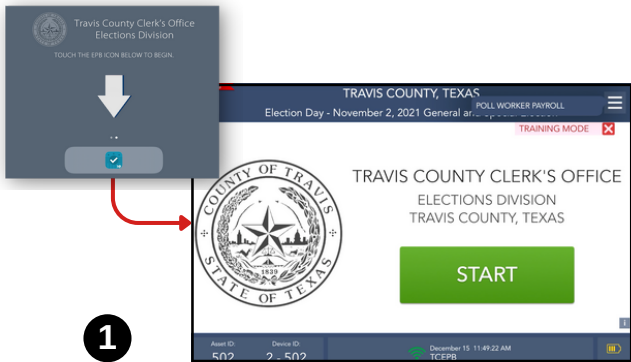 Travis County Clerk's Office
Elections Division
TOUCH THE EPB ICON BELOW TO BEGIN.
TRAVIS COUNTY, TEXAS
POLL WORKER PAYROLL
Election Day - November 2, 2021 General and Special Election
TRAINING MODE
COUNTY OF TRAVIS
1839
STATE OF TEXAS
TRAVIS COUNTY CLERK'S OFFICE
ELECTIONS DIVISION
TRAVIS COUNTY, TEXAS
START
i
Asset ID:
502
Device ID:
2 - 502
December 15 11:49:22 AM
TCEPB
1